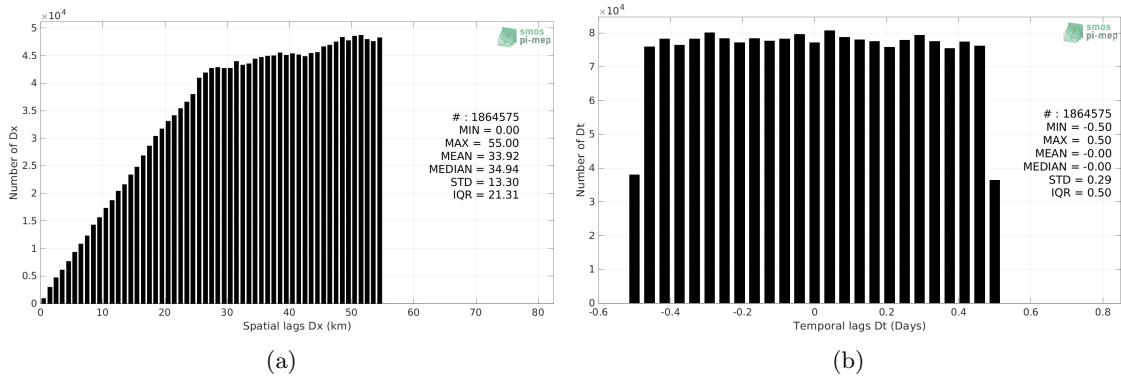 ×10⁴
5
4.5
4
3.5
3
2.5
2
1.5
1
0.5
0
Number of Dx
0 10 20 30 40 50 60 70 80
Spatial lags Dx (km)
smos
pi-mep
# : 1864575
MIN = 0.00
MAX = 55.00
MEAN = 33.92
MEDIAN = 34.94
STD = 13.30
IQR = 21.31
(a)
×10⁴
8
7
6
5
4
3
2
1
0
Number of Dt
-0.6 -0.4 -0.2 0 0.2 0.4 0.6 0.8
Temporal lags Dt (Days)
smos
pi-mep
# : 1864575
MIN = -0.50
MAX = 0.50
MEAN = -0.00
MEDIAN = -0.00
STD = 0.29
IQR = 0.50
(b)